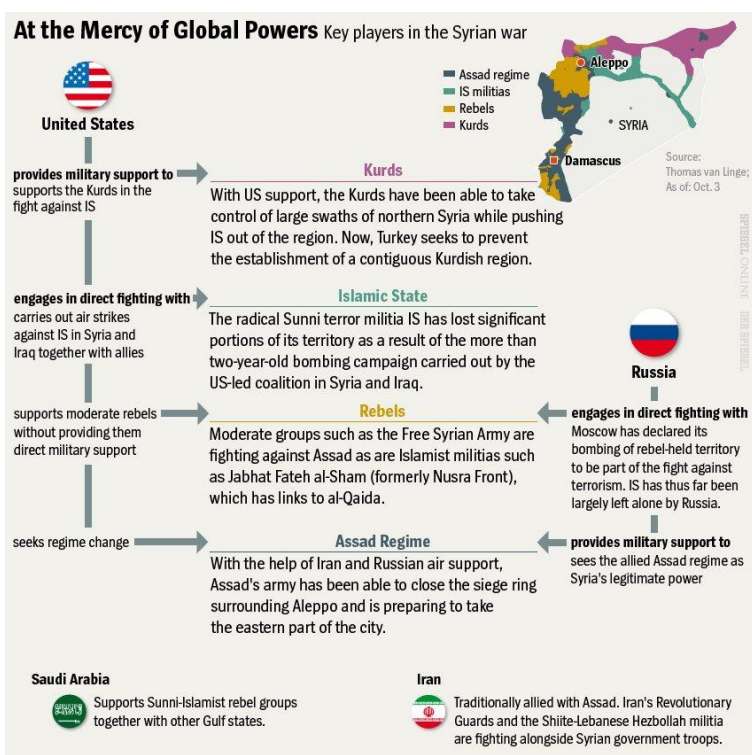 At the Mercy of Global Powers Key players in the Syrian war
United States
Assad regime
IS militias
Rebels
Kurds
Aleppo
SYRIA
Damascus
Source:
Thomas van Linge;
As of: Oct. 3
SPIEGEL ONLINE DER SPIEGEL
provides military support to
supports the Kurds in the
fight against IS
Kurds
With US support, the Kurds have been able to take
control of large swaths of northern Syria while pushing
IS out of the region. Now, Turkey seeks to prevent
the establishment of a contiguous Kurdish region.
engages in direct fighting with
carries out air strikes
against IS in Syria and
Iraq together with allies
Islamic State
The radical Sunni terror militia IS has lost significant
portions of its territory as a result of the more than
two-year-old bombing campaign carried out by the
US-led coalition in Syria and Iraq.
Russia
supports moderate rebels
without providing them
direct military support
Rebels
Moderate groups such as the Free Syrian Army are
fighting against Assad as are Islamist militias such
as Jabhat Fateh al-Sham (formerly Nusra Front),
which has links to al-Qaida.
engages in direct fighting with
Moscow has declared its
bombing of rebel-held territory
to be part of the fight against
terrorism. IS has thus far been
largely left alone by Russia.
seeks regime change
Assad Regime
With the help of Iran and Russian air support,
Assad's army has been able to close the siege ring
surrounding Aleppo and is preparing to take
the eastern part of the city.
provides military support to
sees the allied Assad regime as
Syria's legitimate power
Saudi Arabia
Supports Sunni-Islamist rebel groups
together with other Gulf states.
Iran
Traditionally allied with Assad. Iran's Revolutionary
Guards and the Shiite-Lebanese Hezbollah militia
are fighting alongside Syrian government troops.